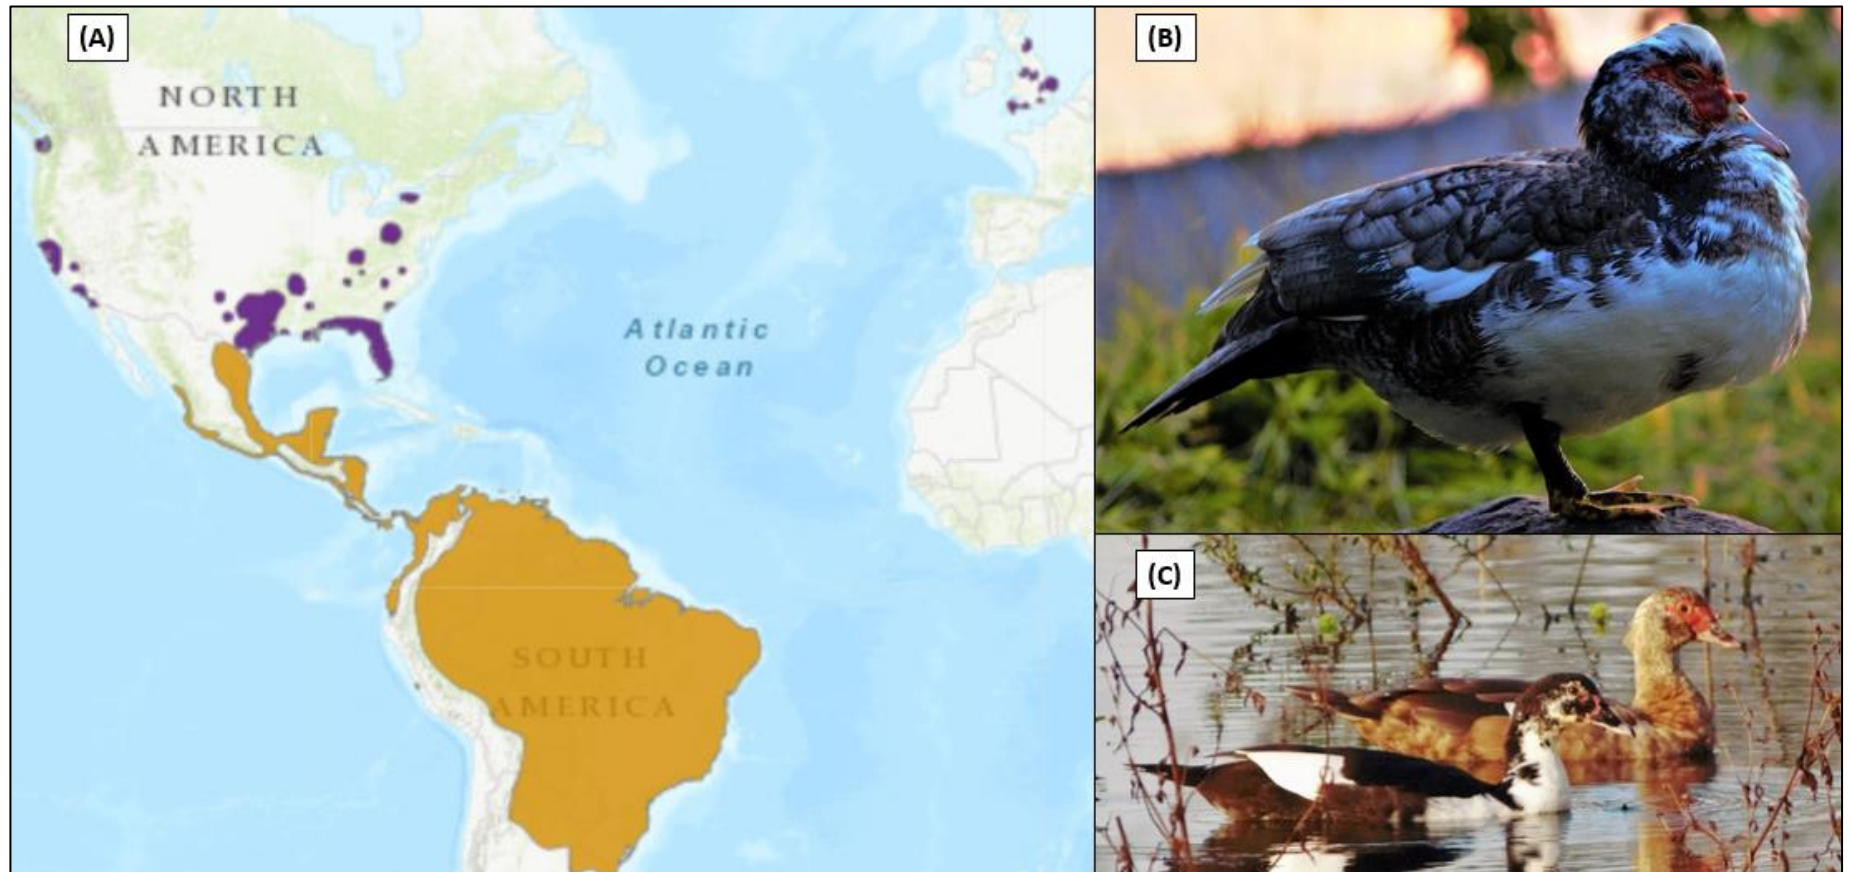 (A)
NORTH
AMERICA
Atlantic
Ocean
SOUTH
AMERICA
(B)
(C)